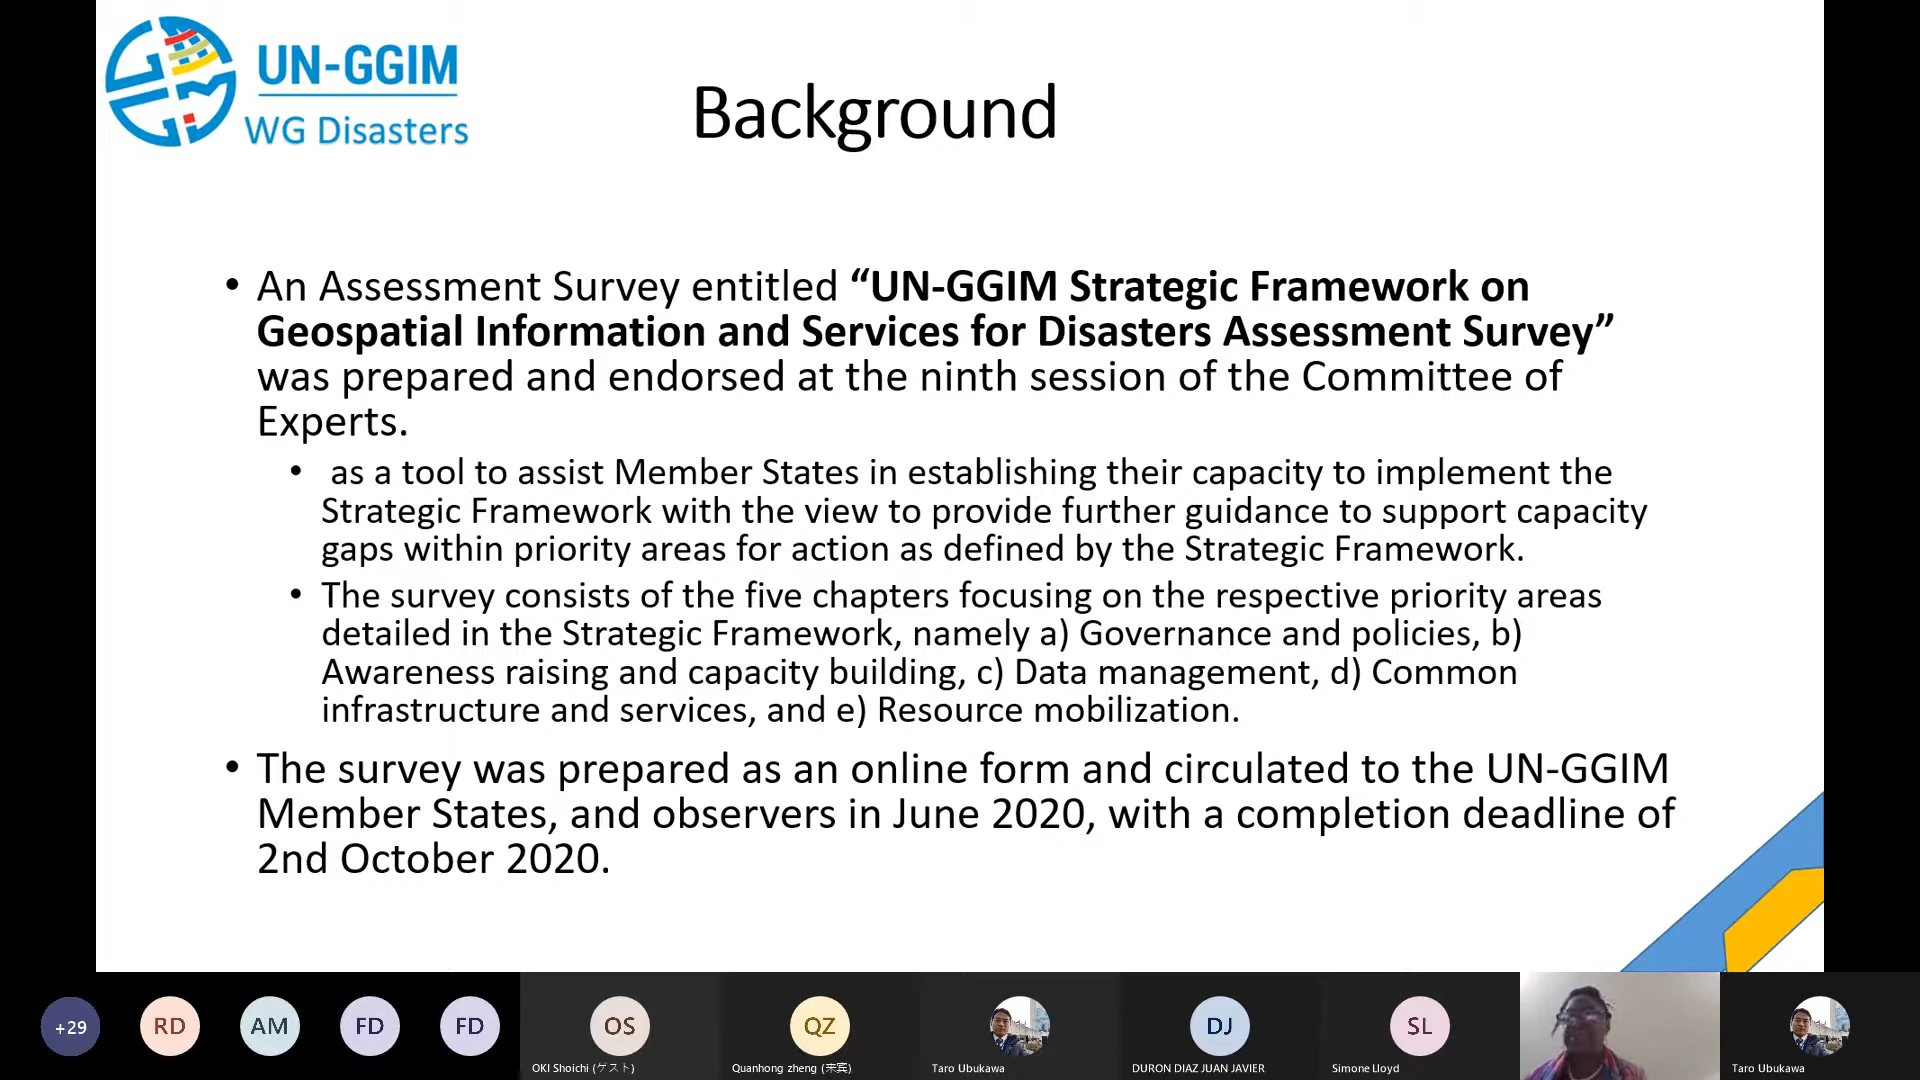 UN-GGIM
WG Disasters
Background
• An Assessment Survey entitled “UN-GGIM Strategic Framework on
Geospatial Information and Services for Disasters Assessment Survey”
was prepared and endorsed at the ninth session of the Committee of
Experts.
• as a tool to assist Member States in establishing their capacity to implement the
Strategic Framework with the view to provide further guidance to support capacity
gaps within priority areas for action as defined by the Strategic Framework.
• The survey consists of the five chapters focusing on the respective priority areas
detailed in the Strategic Framework, namely a) Governance and policies, b)
Awareness raising and capacity building, c) Data management, d) Common
infrastructure and services, and e) Resource mobilization.
• The survey was prepared as an online form and circulated to the UN-GGIM
Member States, and observers in June 2020, with a completion deadline of
2nd October 2020.
+29
RD
AM
FD
FD
OS
QZ
DJ
SL
OKI Shoichi (ゲスト)
Quanhong zheng (来宾)
Taro Ubukawa
DURON DIAZ JUAN JAVIER
Simone Lloyd
Taro Ubukawa